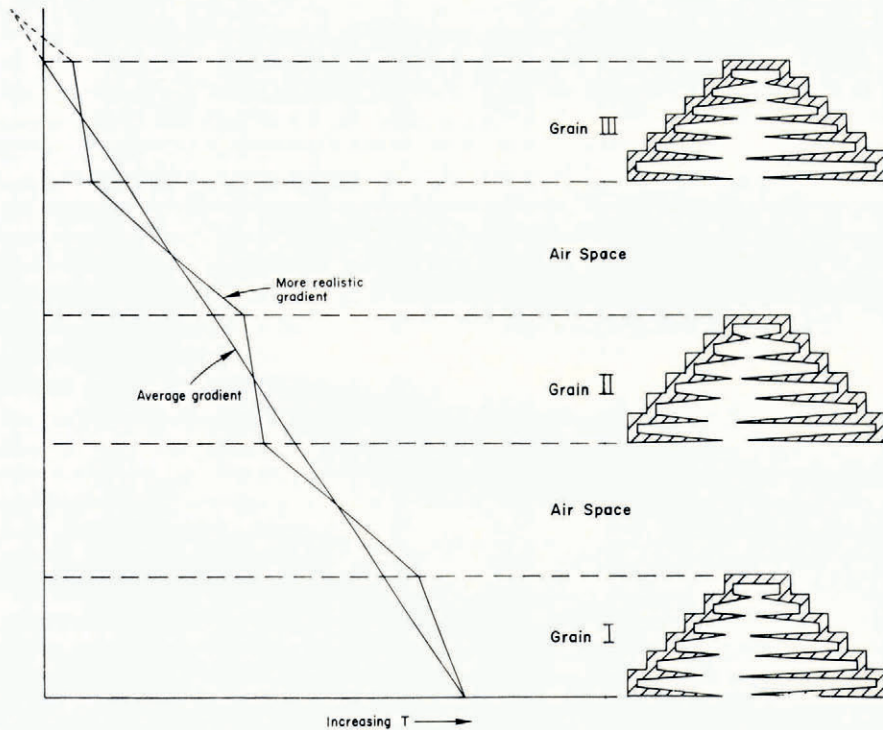 Grain III
Air Space
More realistic
gradient
Average gradient
Grain II
Air Space
Grain I
Increasing T